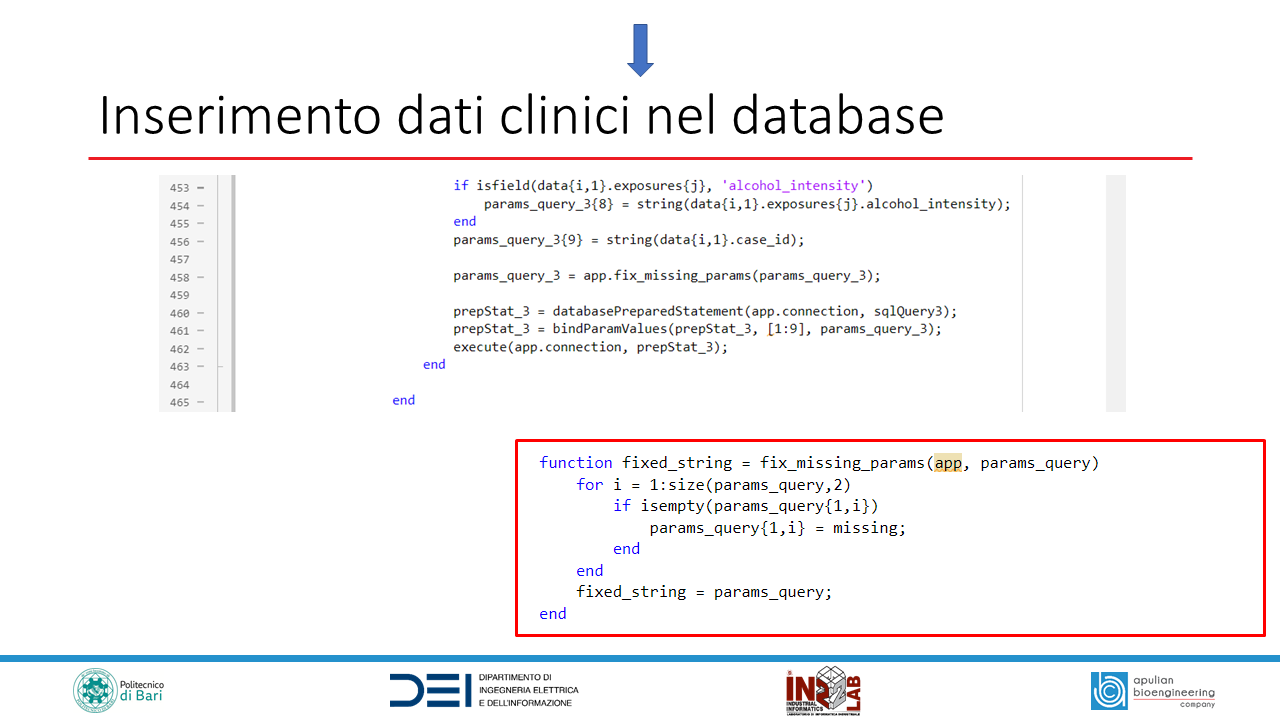 Inserimento dati clinici nel database
453 – if isfield(data{i,1}.exposures{j}, 'alcohol_intensity')
454 – params_query_3{8} = string(data{i,1}.exposures{j}.alcohol_intensity);
455 – end
456 – params_query_3{9} = string(data{i,1}.case_id);
457
458 – params_query_3 = app.fix_missing_params(params_query_3);
459
460 – prepStat_3 = databasePreparedStatement(app.connection, sqlQuery3);
461 – prepStat_3 = bindParamValues(prepStat_3, [1:9], params_query_3);
462 – execute(app.connection, prepStat_3);
463 – end
464
465 – end
function fixed_string = fix_missing_params(app, params_query)
for i = 1:size(params_query,2)
if isempty(params_query{1,i})
params_query{1,i} = missing;
end
end
fixed_string = params_query;
end
Politecnico
di Bari
DEI
DIPARTIMENTO DI
INGEGNERIA ELETTRICA
E DELL'INFORMAZIONE
INDUSTRIAL
INFORMATICS
LAB
LABORATORIO DI INFORMATICA INDUSTRIALE
apulian
bioengineering
company